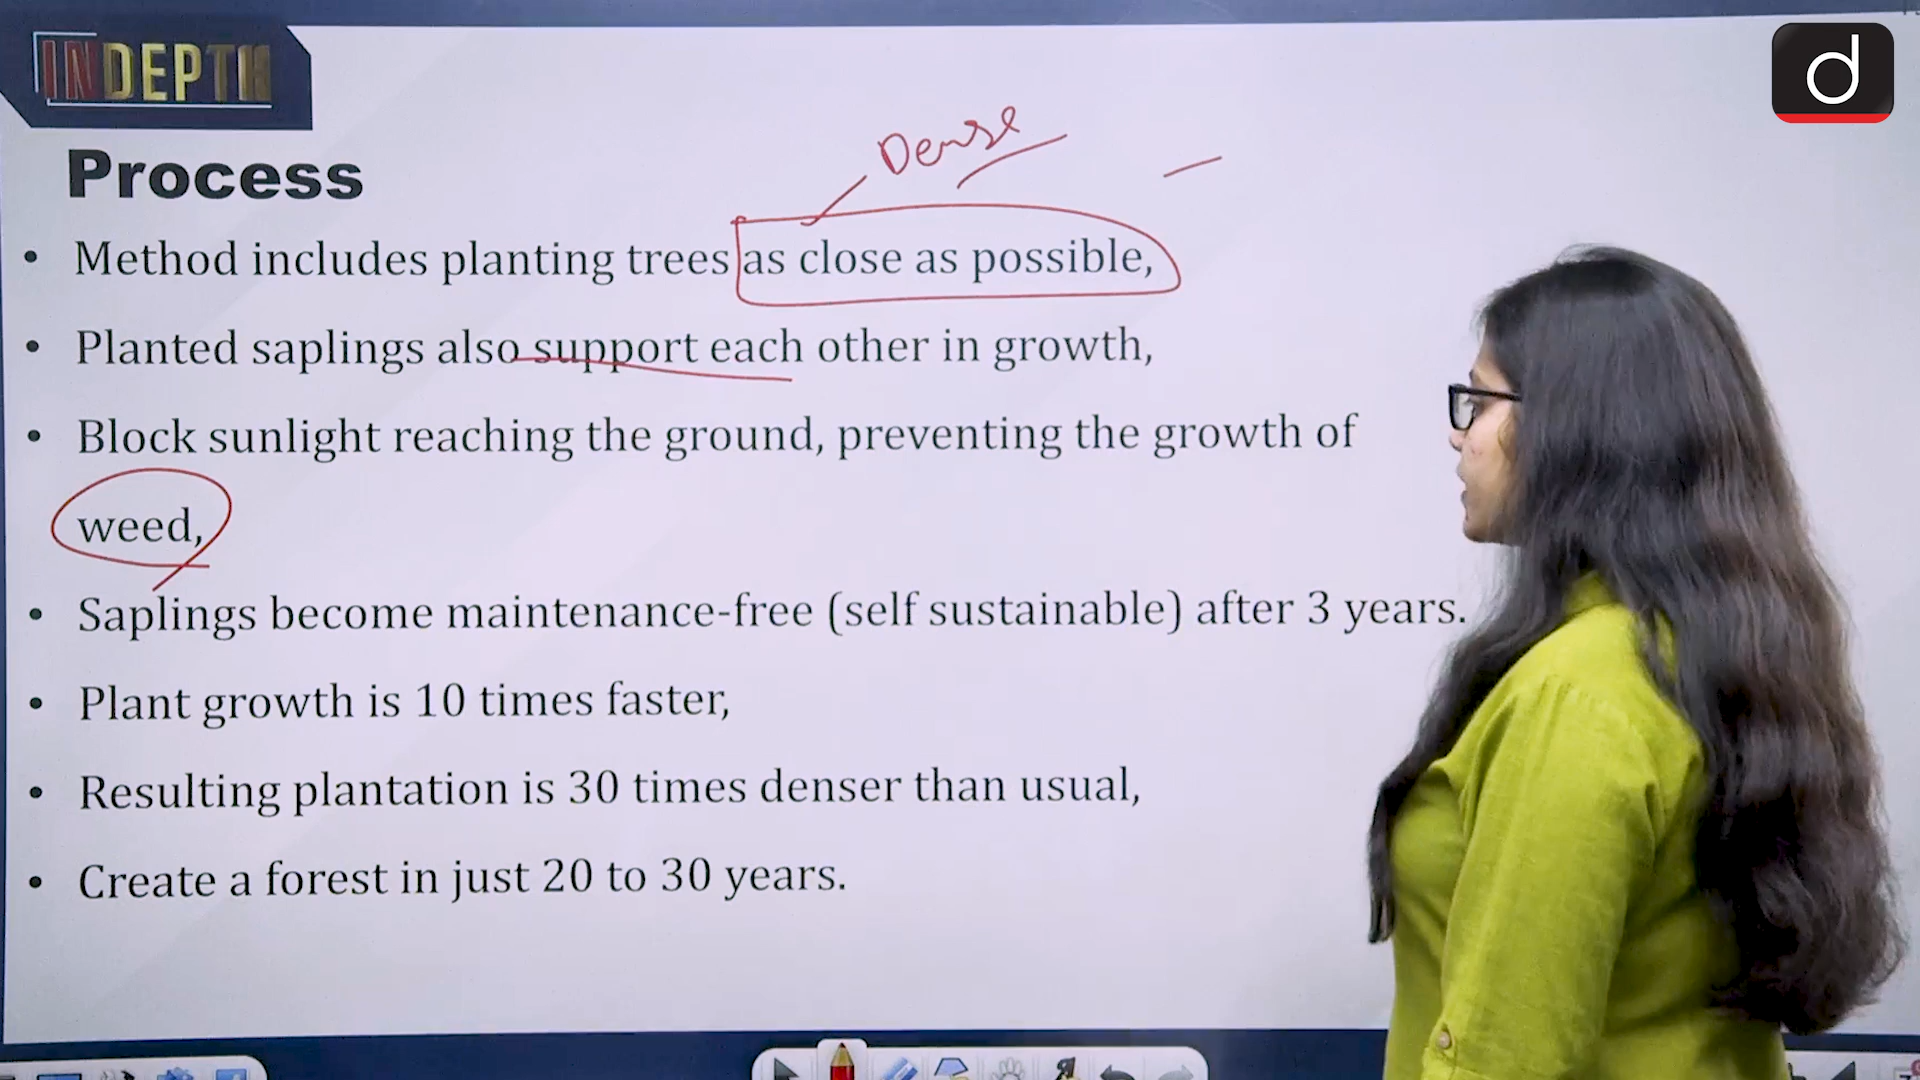 INDEPTH
d
Dense
Process
• Method includes planting trees as close as possible,
• Planted saplings also support each other in growth,
• Block sunlight reaching the ground, preventing the growth of
weed,
• Saplings become maintenance-free (self sustainable) after 3 years.
• Plant growth is 10 times faster,
• Resulting plantation is 30 times denser than usual,
• Create a forest in just 20 to 30 years.